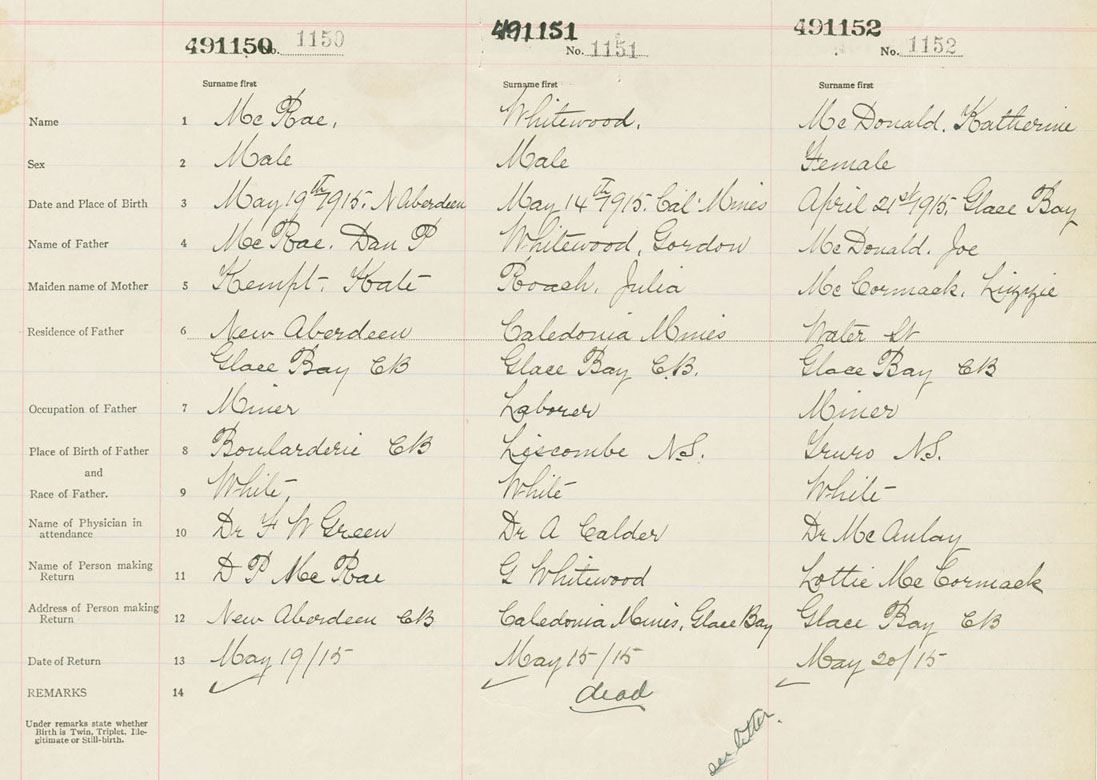 491150 No. 1150
491151 No. 1151
491152 No. 1152
Surname first Surname first Surname first
Name 1 McRae, Whitewood, McDonald, Katherine
Sex 2 Male Male Female
Date and Place of Birth 3 May 19th 1915. N Aberdeen May 14th 1915. Cal. Mines April 21st 1915. Glace Bay
Name of Father 4 McRae. Dan P Whitewood, Gordon McDonald. Joe
Maiden name of Mother 5 Kempt, Kate Roach, Julia McCormack, Lizzie
Residence of Father 6 New Aberdeen Caledonia Mines Water St
Glace Bay CB Glace Bay C.B. Glace Bay CB
Occupation of Father 7 Miner Laborer Miner
Place of Birth of Father 8 Boularderie CB Liscombe N.S. Truro N.S.
and
Race of Father. 9 White, White White
Name of Physician in
attendance 10 Dr F W Green Dr A Calder Dr McAulay
Name of Person making
Return 11 D P McRae G Whitewood Lottie McCormack
Address of Person making
Return 12 New Aberdeen CB Caledonia Mines, Glace Bay Glace Bay CB
Date of Return 13 May 19/15 May 15/15 May 20/15
REMARKS 14 dead
see letter.
Under remarks state whether
Birth is Twin, Triplet, Ille-
gitimate or Still-birth.